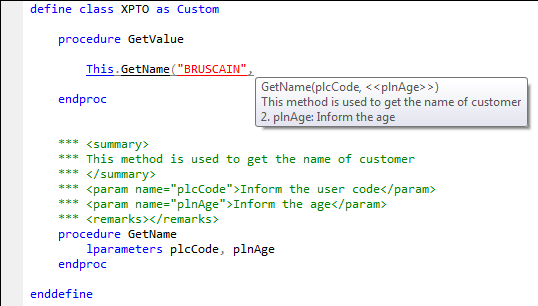 define class XPTO as Custom
procedure GetValue
This.GetName("BRUSCAIN",
GetName(plcCode, <<plnAge>>)
This method is used to get the name of customer
2. plnAge: Inform the age
endproc
*** <summary>
*** This method is used to get the name of customer
*** </summary>
*** <param name="plcCode">Inform the user code</param>
*** <param name="plnAge">Inform the age</param>
*** <remarks></remarks>
procedure GetName
lparameters plcCode, plnAge
endproc
enddefine